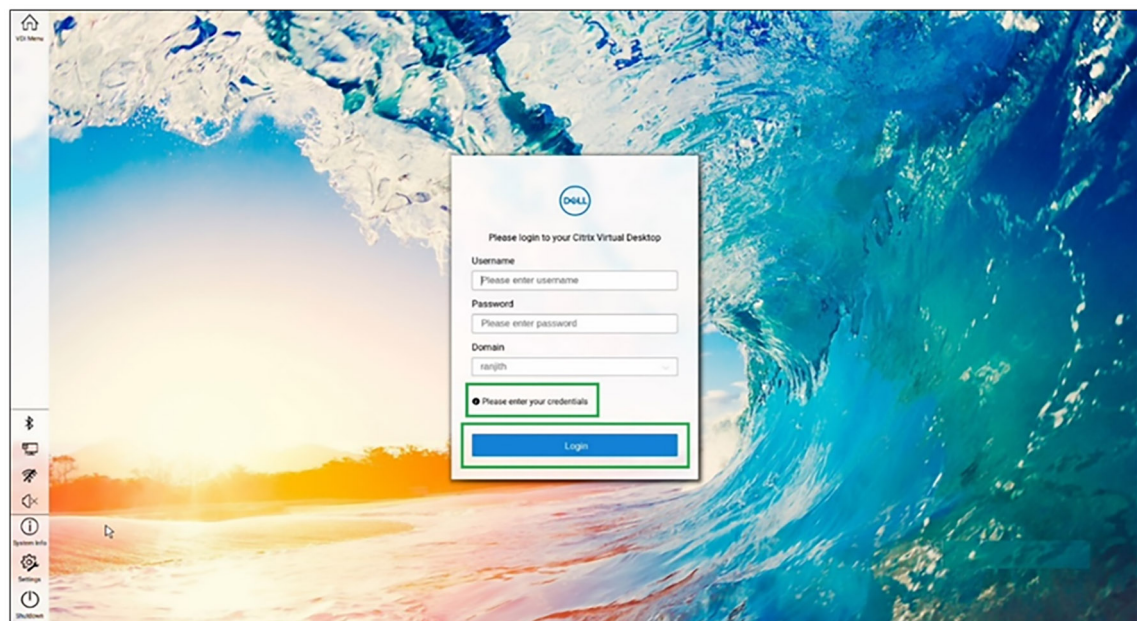 VDI Menu
DELL
Please login to your Citrix Virtual Desktop
Username
Please enter username
Password
Please enter password
Domain
ranjith
Please enter your credentials
Login
System Info
Settings
Shutdown